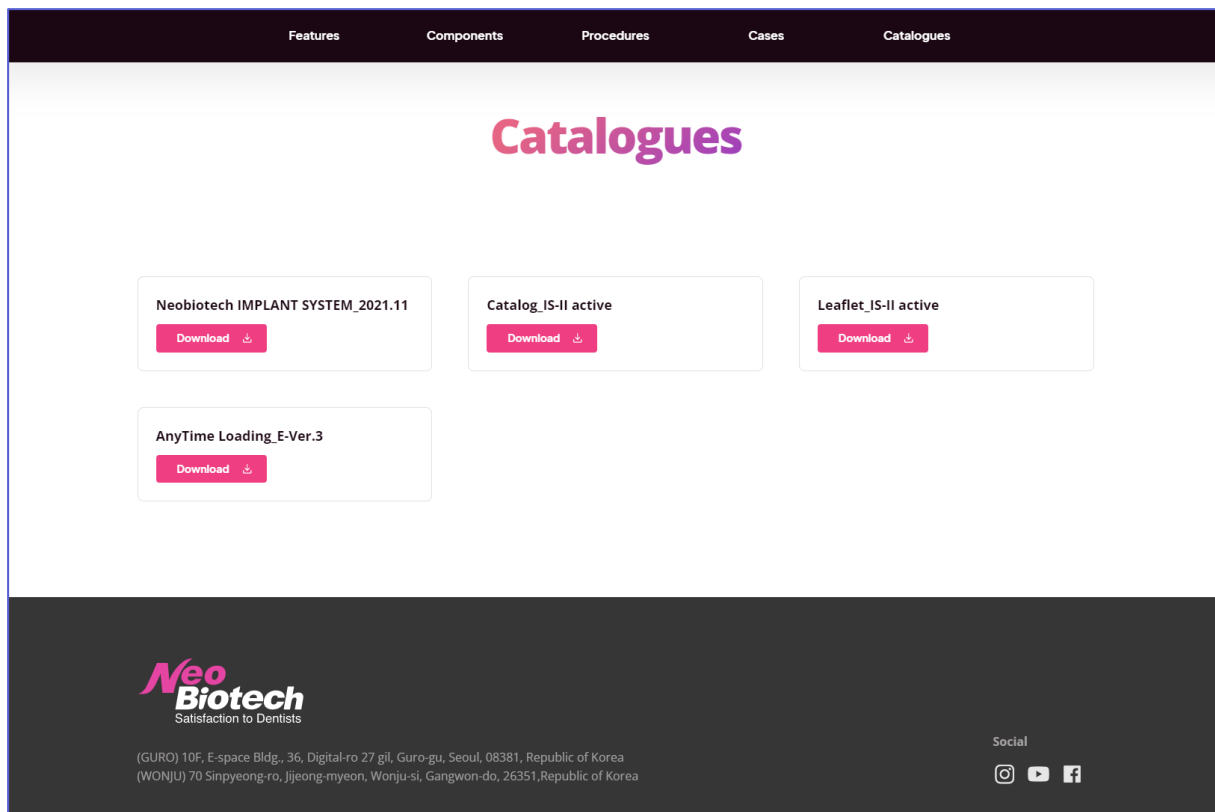 Features Components Procedures Cases Catalogues
Catalogues
Neobiotech IMPLANT SYSTEM_2021.11
Download
Catalog_IS-II active
Download
Leaflet_IS-II active
Download
AnyTime Loading_E-Ver.3
Download
Neo
Biotech
Satisfaction to Dentists
(GURO) 10F, E-space Bldg., 36, Digital-ro 27 gil, Guro-gu, Seoul, 08381, Republic of Korea
(WONJU) 70 Sinpyeong-ro, Jijeong-myeon, Wonju-si, Gangwon-do, 26351,Republic of Korea
Social